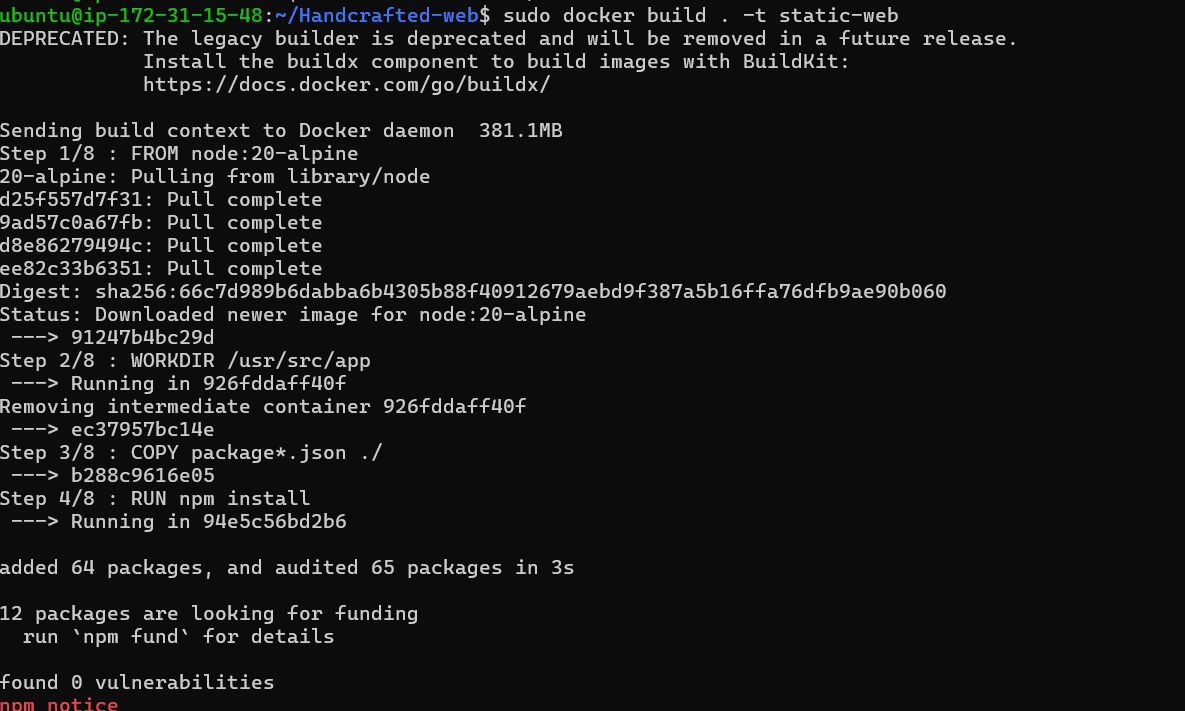 ubuntu@ip-172-31-15-48:~/Handcrafted-web$ sudo docker build . -t static-web
DEPRECATED: The legacy builder is deprecated and will be removed in a future release.
            Install the buildx component to build images with BuildKit:
            https://docs.docker.com/go/buildx/

Sending build context to Docker daemon  381.1MB
Step 1/8 : FROM node:20-alpine
20-alpine: Pulling from library/node
d25f557d7f31: Pull complete
9ad57c0a67fb: Pull complete
d8e86279494c: Pull complete
ee82c33b6351: Pull complete
Digest: sha256:66c7d989b6dabba6b4305b88f40912679aebd9f387a5b16ffa76dfb9ae90b060
Status: Downloaded newer image for node:20-alpine
 ---> 91247b4bc29d
Step 2/8 : WORKDIR /usr/src/app
 ---> Running in 926fddaff40f
Removing intermediate container 926fddaff40f
 ---> ec37957bc14e
Step 3/8 : COPY package*.json ./
 ---> b288c9616e05
Step 4/8 : RUN npm install
 ---> Running in 94e5c56bd2b6

added 64 packages, and audited 65 packages in 3s

12 packages are looking for funding
  run `npm fund` for details

found 0 vulnerabilities
npm notice